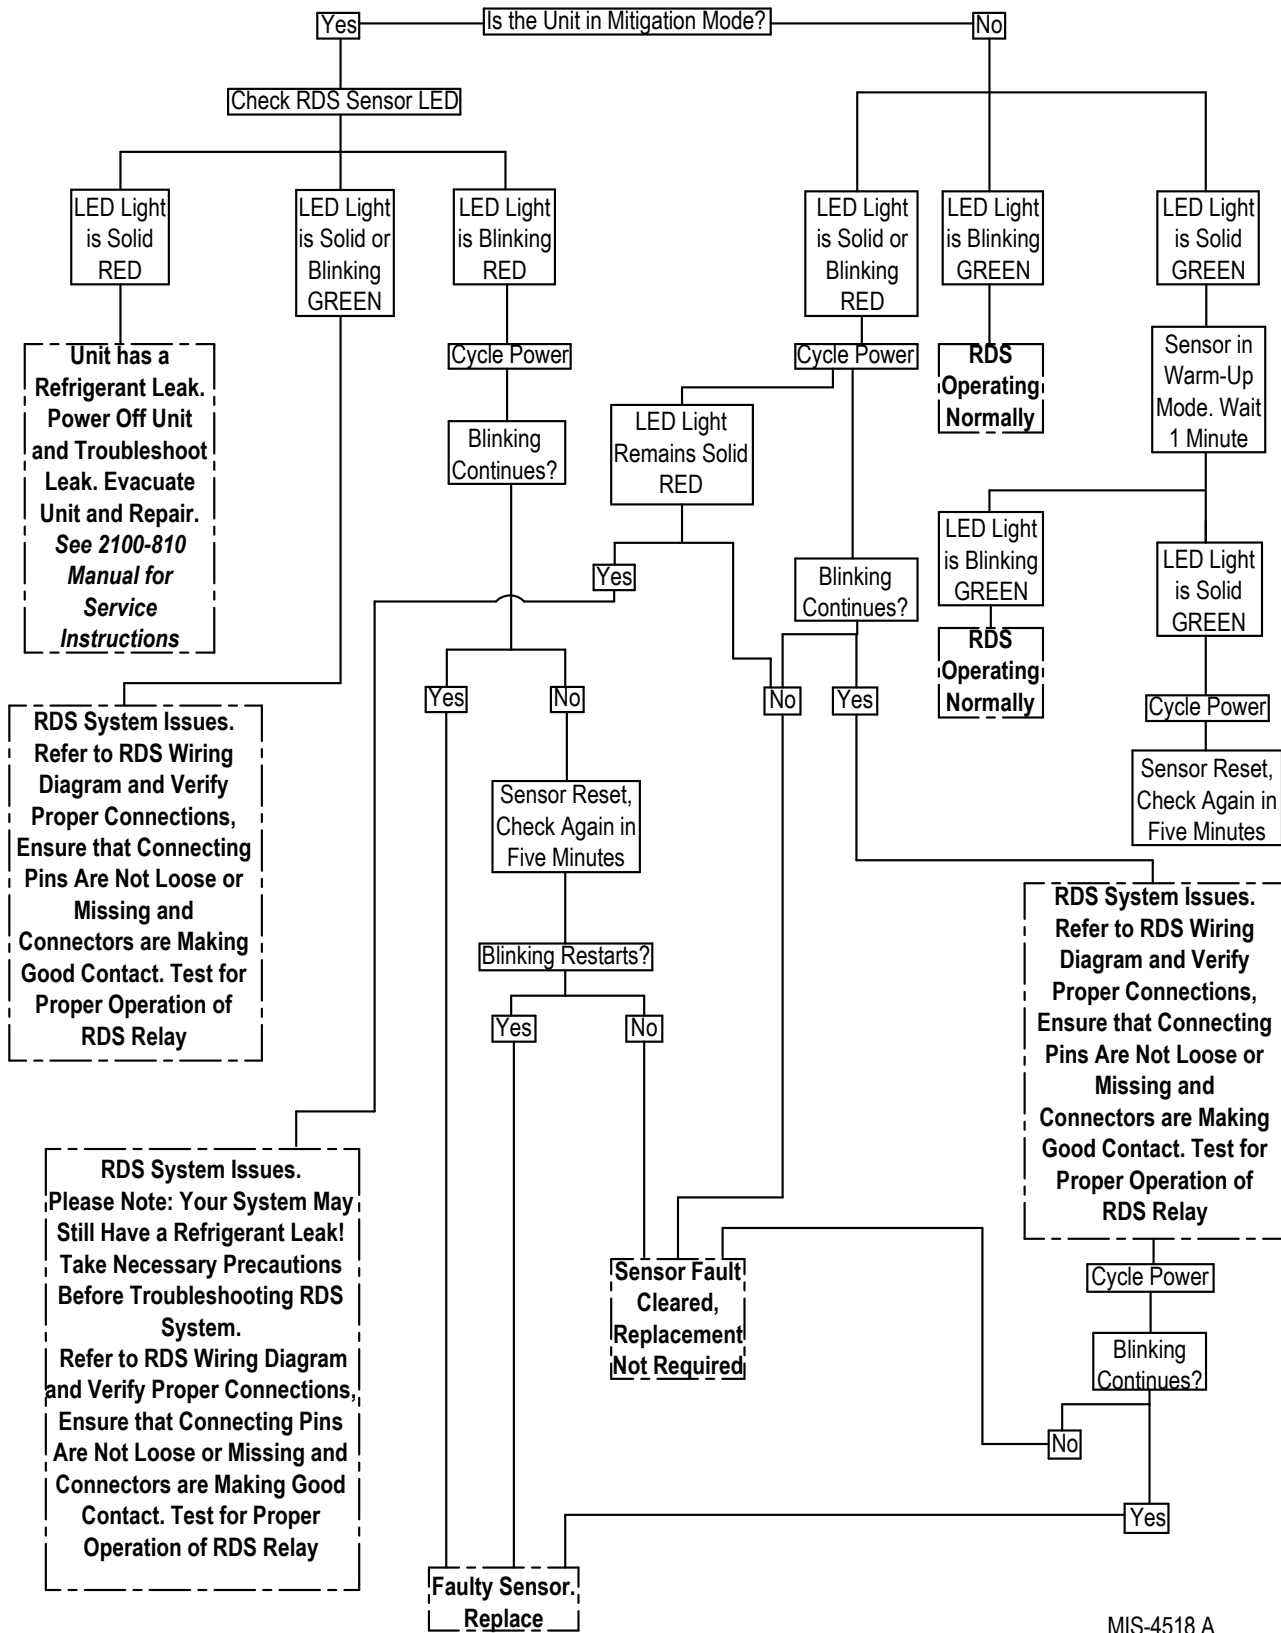 Is the Unit in Mitigation Mode?
Yes
No
Check RDS Sensor LED
LED Light
is Solid
RED
LED Light
is Solid or
Blinking
GREEN
LED Light
is Blinking
RED
LED Light
is Solid or
Blinking
RED
LED Light
is Blinking
GREEN
LED Light
is Solid
GREEN
Unit has a
Refrigerant Leak.
Power Off Unit
and Troubleshoot
Leak. Evacuate
Unit and Repair.
See 2100-810
Manual for
Service
Instructions
Cycle Power
Cycle Power
RDS
Operating
Normally
Sensor in
Warm-Up
Mode. Wait
1 Minute
Blinking
Continues?
LED Light
Remains Solid
RED
LED Light
is Blinking
GREEN
LED Light
is Solid
GREEN
Yes
Blinking
Continues?
RDS
Operating
Normally
Yes
No
No
Yes
Cycle Power
RDS System Issues.
Refer to RDS Wiring
Diagram and Verify
Proper Connections,
Ensure that Connecting
Pins Are Not Loose or
Missing and
Connectors are Making
Good Contact. Test for
Proper Operation of
RDS Relay
Sensor Reset,
Check Again in
Five Minutes
Sensor Reset,
Check Again in
Five Minutes
Blinking Restarts?
Yes
No
RDS System Issues.
Refer to RDS Wiring
Diagram and Verify
Proper Connections,
Ensure that Connecting
Pins Are Not Loose or
Missing and
Connectors are Making
Good Contact. Test for
Proper Operation of
RDS Relay
RDS System Issues.
Please Note: Your System May
Still Have a Refrigerant Leak!
Take Necessary Precautions
Before Troubleshooting RDS
System.
Refer to RDS Wiring Diagram
and Verify Proper Connections,
Ensure that Connecting Pins
Are Not Loose or Missing and
Connectors are Making Good
Contact. Test for Proper
Operation of RDS Relay
Sensor Fault
Cleared,
Replacement
Not Required
Cycle Power
Blinking
Continues?
No
Yes
Faulty Sensor.
Replace
MIS-4518 A